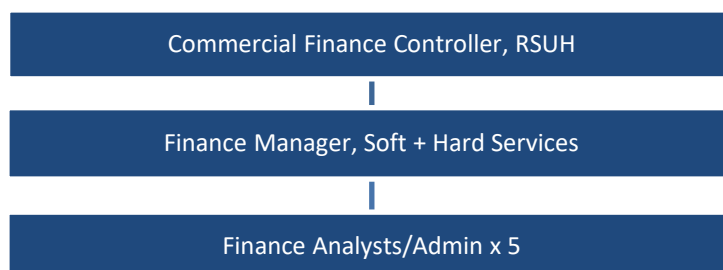 Commercial Finance Controller, RSUH
Finance Manager, Soft + Hard Services
Finance Analysts/Admin x 5